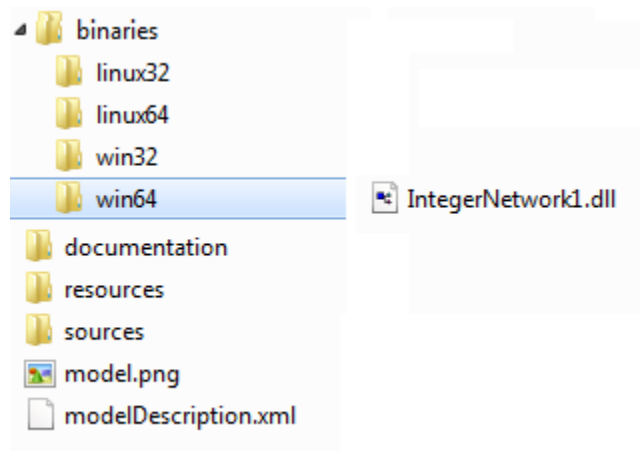 binaries
linux32
linux64
win32
win64
IntegerNetwork1.dll
documentation
resources
sources
model.png
modelDescription.xml